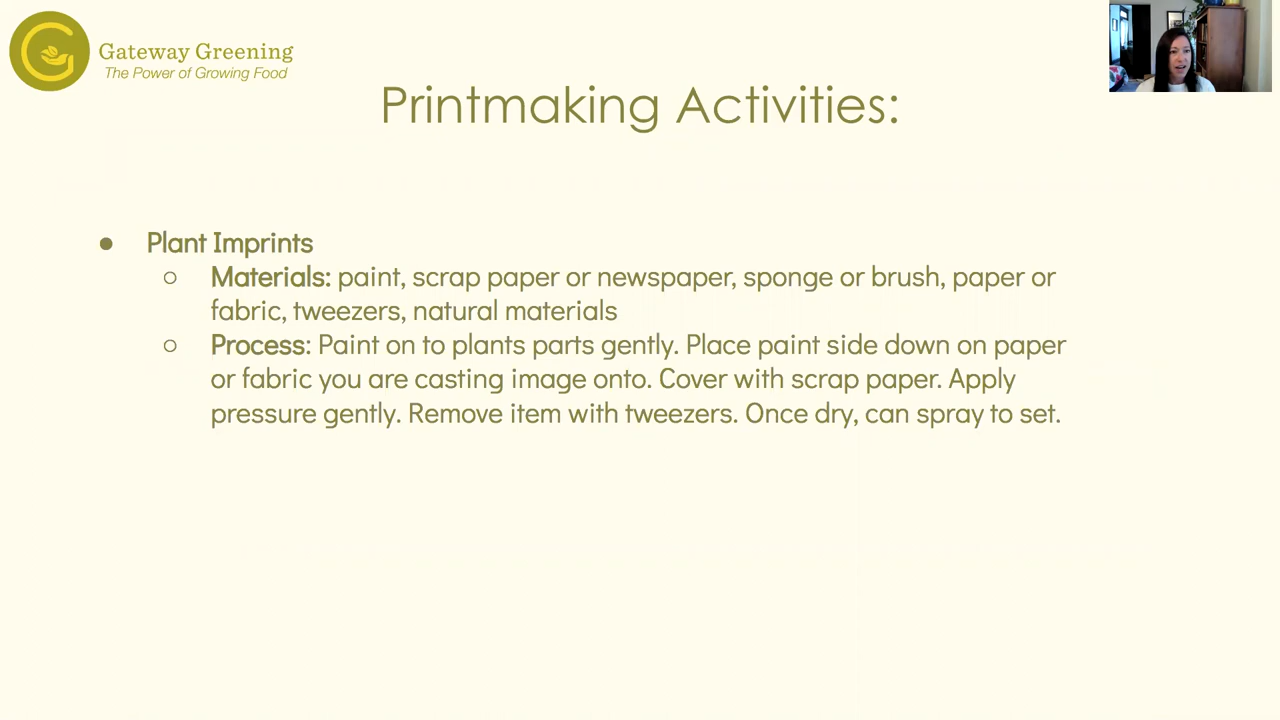 Gateway Greening
The Power of Growing Food
Printmaking Activities:
● Plant Imprints
○ Materials: paint, scrap paper or newspaper, sponge or brush, paper or
fabric, tweezers, natural materials
○ Process: Paint on to plants parts gently. Place paint side down on paper
or fabric you are casting image onto. Cover with scrap paper. Apply
pressure gently. Remove item with tweezers. Once dry, can spray to set.